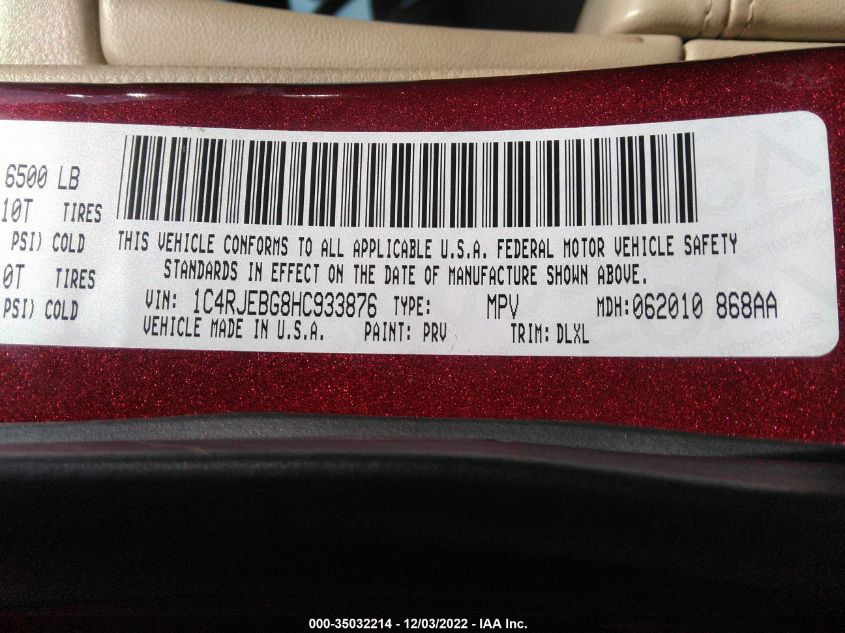 6500 LB
10T TIRES
PSI) COLD
0T TIRES
PSI) COLD
THIS VEHICLE CONFORMS TO ALL APPLICABLE U.S.A. FEDERAL MOTOR VEHICLE SAFETY
STANDARDS IN EFFECT ON THE DATE OF MANUFACTURE SHOWN ABOVE.
VIN: 1C4RJEBG8HC933876 TYPE: MPV MDH:062010 868AA
VEHICLE MADE IN U.S.A. PAINT: PRV TRIM: DLXL
000-35032214 - 12/03/2022 - IAA Inc.